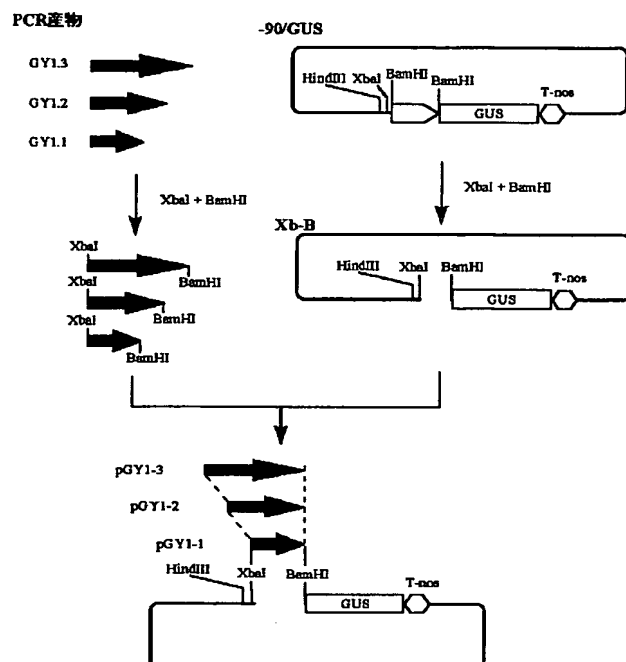 PCR産物
GY1.3
GY1.2
GY1.1
-90/GUS
HindIII XbaI BamHI BamHI
T-nos
GUS
XbaI + BamHI
XbaI + BamHI
Xb-B
XbaI
BamHI
XbaI
BamHI
XbaI
BamHI
HindIII XbaI BamHI
T-nos
GUS
pGY1-3
pGY1-2
pGY1-1
HindIII XbaI BamHI
T-nos
GUS